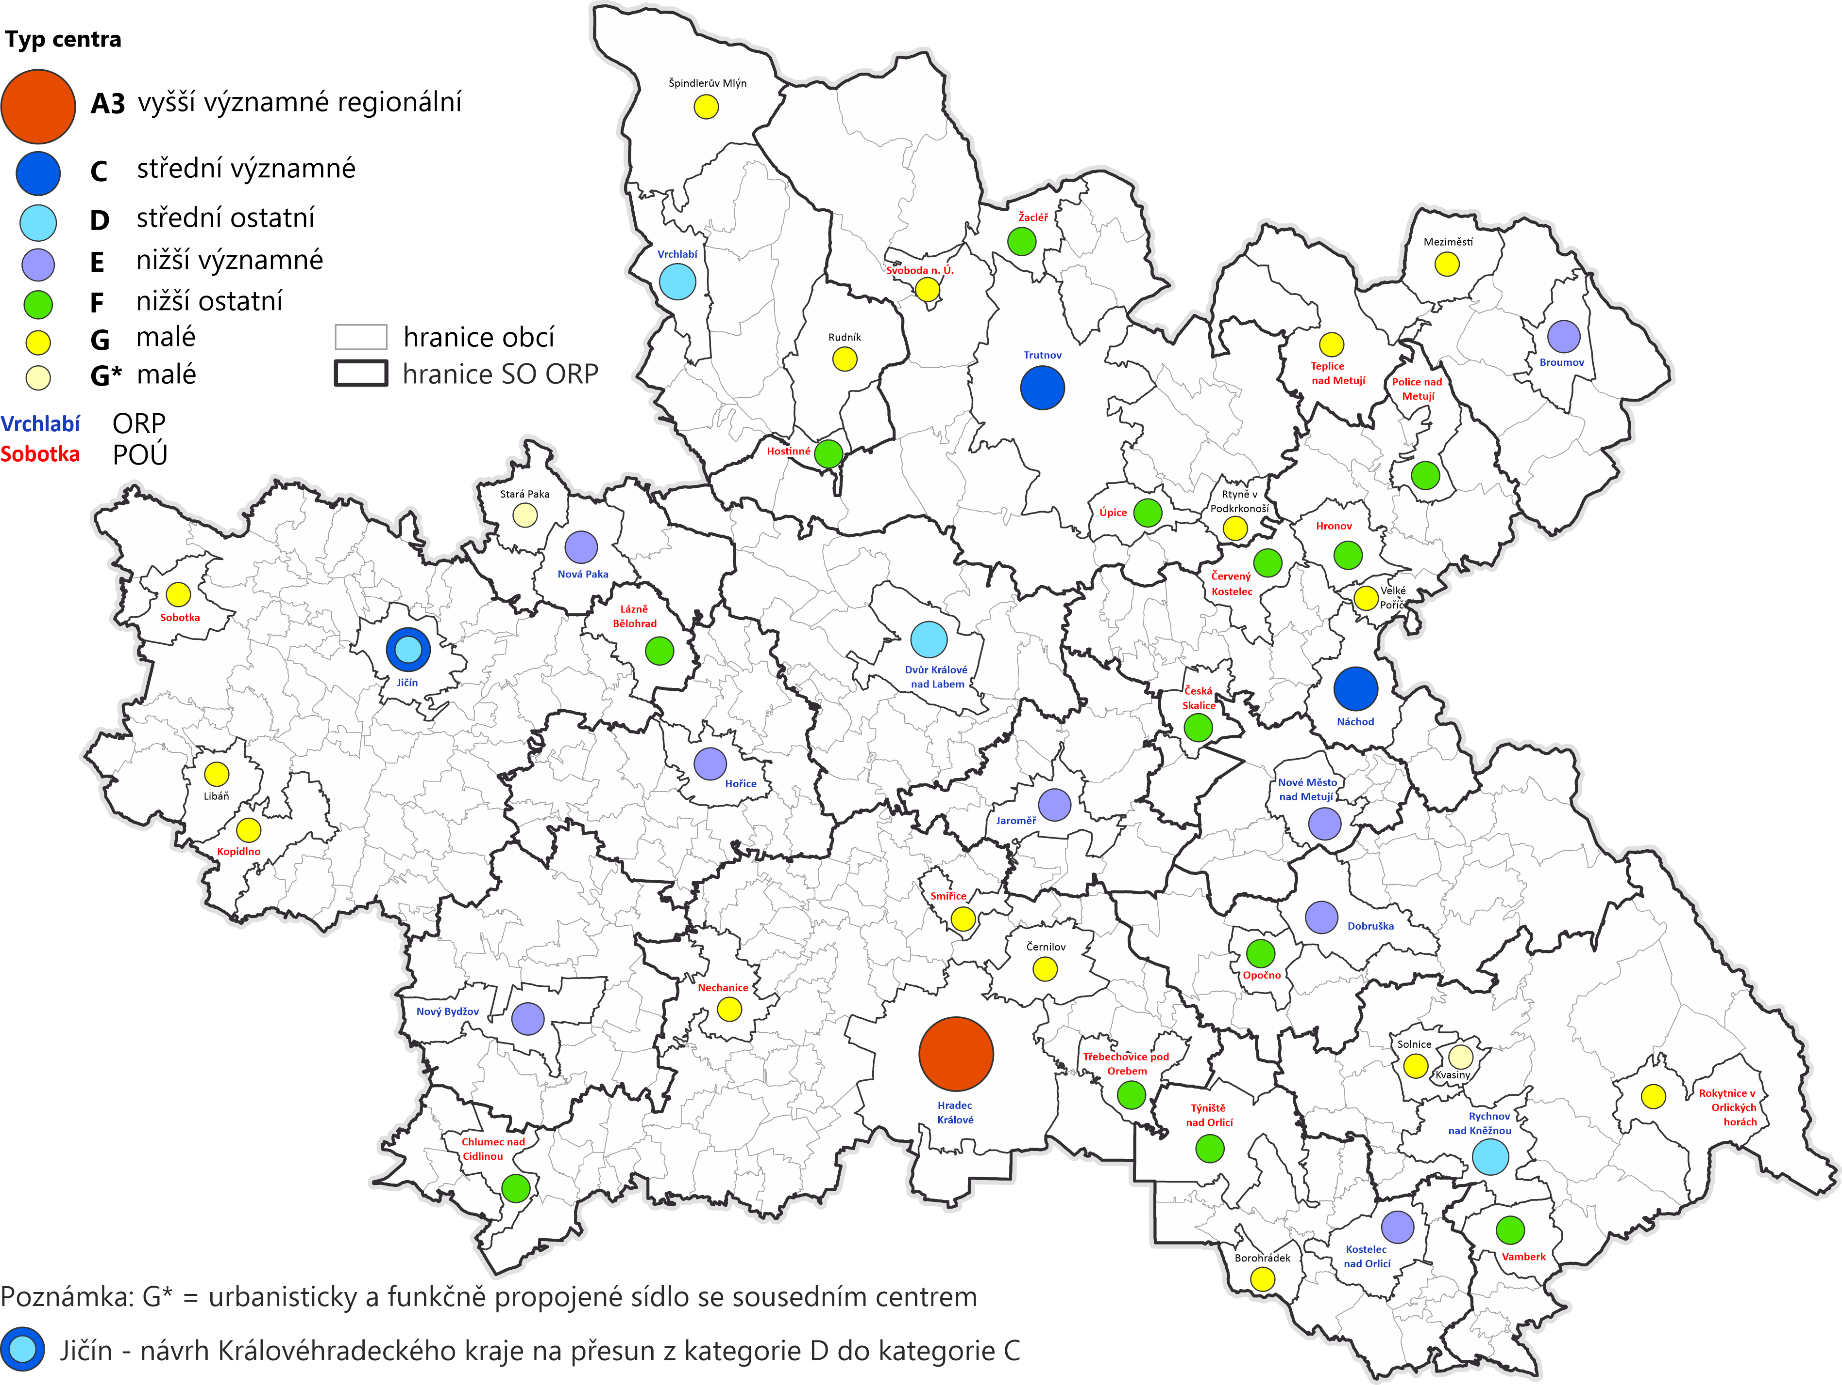 Typ centra
A3 vyšší významné regionální
C střední významné
D střední ostatní
E nižší významné
F nižší ostatní
G malé
G* malé
hranice obcí
hranice SO ORP
Vrchlabí ORP
Sobotka POÚ
Špindlerův Mlýn
Žacléř
Meziměstí
Vrchlabí
Svoboda n. Ú.
Rudník
Trutnov
Teplice
nad Metují
Broumov
Police nad
Metují
Hostinné
Stará Paka
Úpice
Rtyně v
Podkrkonoší
Hronov
Nová Paka
Červený
Kostelec
Velké
Poříčí
Sobotka
Lázně
Bělohrad
Jičín
Dvůr Králové
nad Labem
Česká
Skalice
Náchod
Libáň
Hořice
Nové Město
nad Metují
Jaroměř
Kopidlno
Smiřice
Dobruška
Černilov
Opočno
Nechanice
Nový Bydžov
Solnice
Kvasiny
Třebechovice pod
Orebem
Rokytnice v
Orlických
horách
Hradec
Králové
Týniště
nad Orlicí
Rychnov
nad Kněžnou
Chlumec nad
Cidlinou
Kostelec
nad Orlicí
Vamberk
Borohrádek
Poznámka: G* = urbanisticky a funkčně propojené sídlo se sousedním centrem
Jičín - návrh Královéhradeckého kraje na přesun z kategorie D do kategorie C